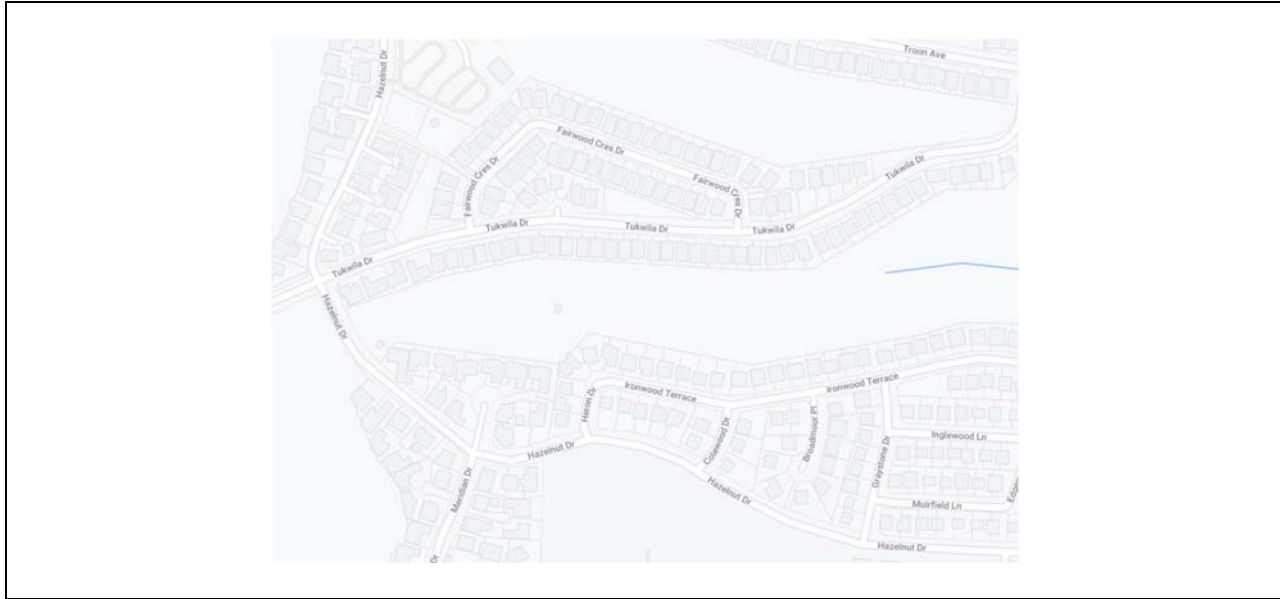 Troon Ave
Hazelnut Dr
Fairwood Cres Dr
Fairwood Cres Dr
Fairwood Cres Dr
Tukwila Dr
Tukwila Dr
Tukwila Dr
Tukwila Dr
Tukwila Dr
Hazelnut Dr
Ironwood Terrace
Ironwood Terrace
Heron Dr
Cotewood Dr
Broadmoor Pl
Inglewood Ln
Graystone Dr
Hazelnut Dr
Meridian Dr
Hazelnut Dr
Muirfield Ln
Hazelnut Dr
Dr